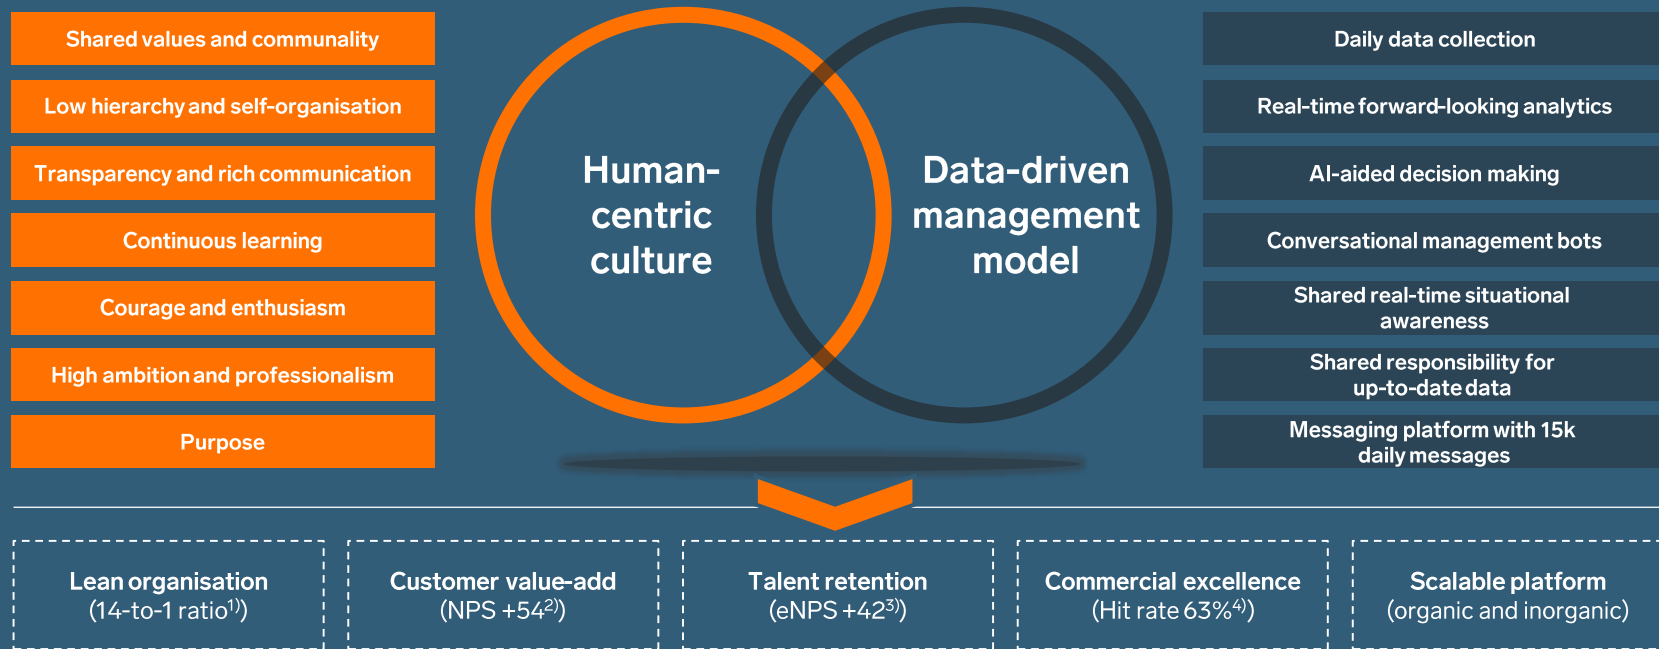 Shared values and communality
Low hierarchy and self-organisation
Transparency and rich communication
Continuous learning
Courage and enthusiasm
High ambition and professionalism
Purpose
Human-
centric
culture
Data-driven
management
model
Daily data collection
Real-time forward-looking analytics
AI-aided decision making
Conversational management bots
Shared real-time situational
awareness
Shared responsibility for
up-to-date data
Messaging platform with 15k
daily messages
Lean organisation
(14-to-1 ratio¹⁾)
Customer value-add
(NPS +54²⁾)
Talent retention
(eNPS +42³⁾)
Commercial excellence
(Hit rate 63%⁴⁾)
Scalable platform
(organic and inorganic)